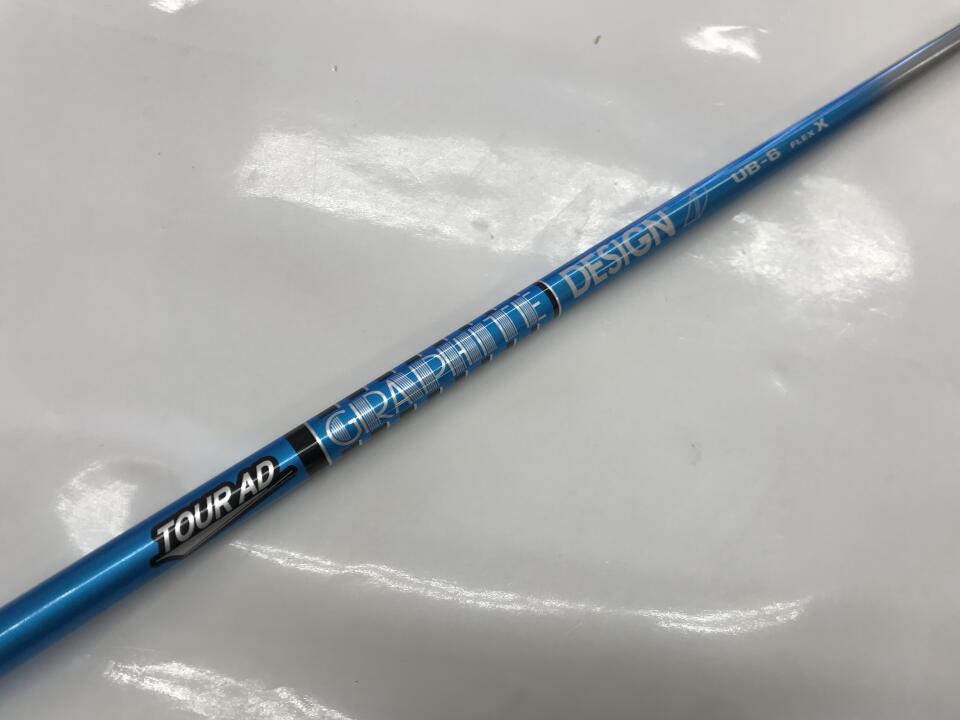 TOUR AD
GRAPHITE
DESIGN
UB-6 FLEX X